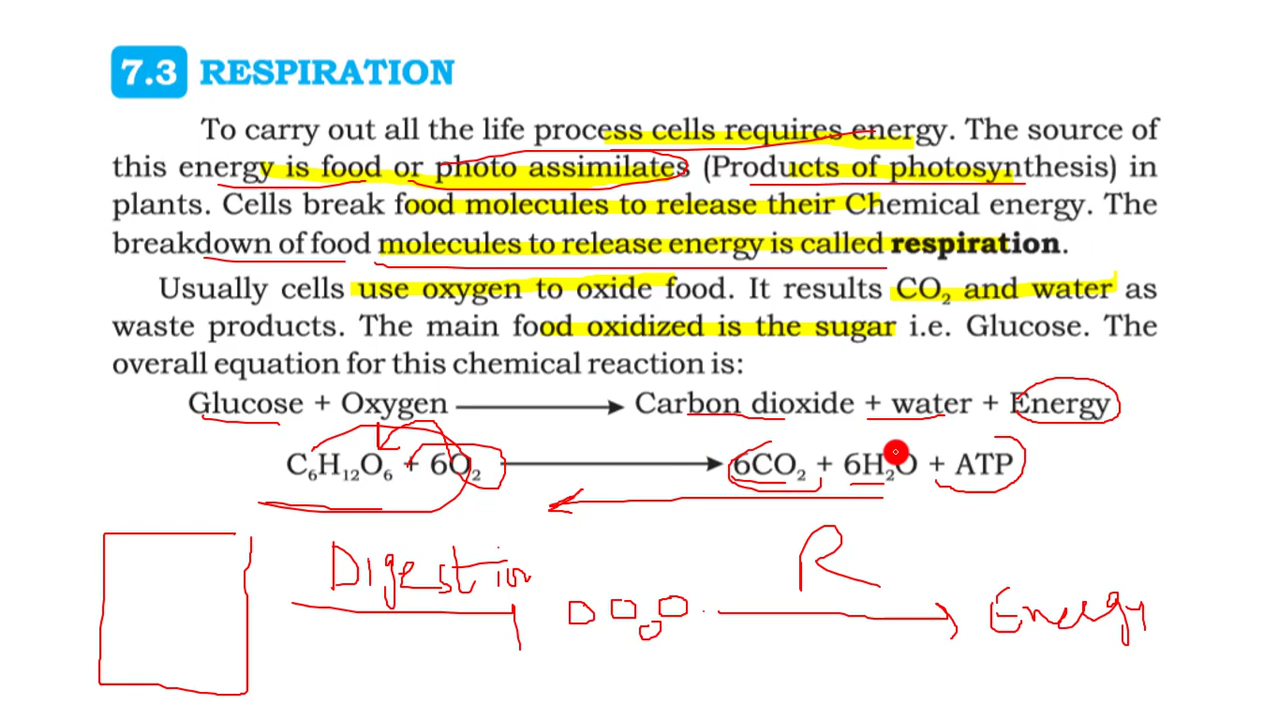 7.3 RESPIRATION
To carry out all the life process cells requires energy. The source of
this energy is food or photo assimilates (Products of photosynthesis) in
plants. Cells break food molecules to release their Chemical energy. The
breakdown of food molecules to release energy is called respiration.
Usually cells use oxygen to oxide food. It results CO₂ and water as
waste products. The main food oxidized is the sugar i.e. Glucose. The
overall equation for this chemical reaction is:
Glucose + Oxygen ⟶ Carbon dioxide + water + Energy
C₆H₁₂O₆ + 6O₂ ⟶ 6CO₂ + 6H₂O + ATP
Digestion R
Energy